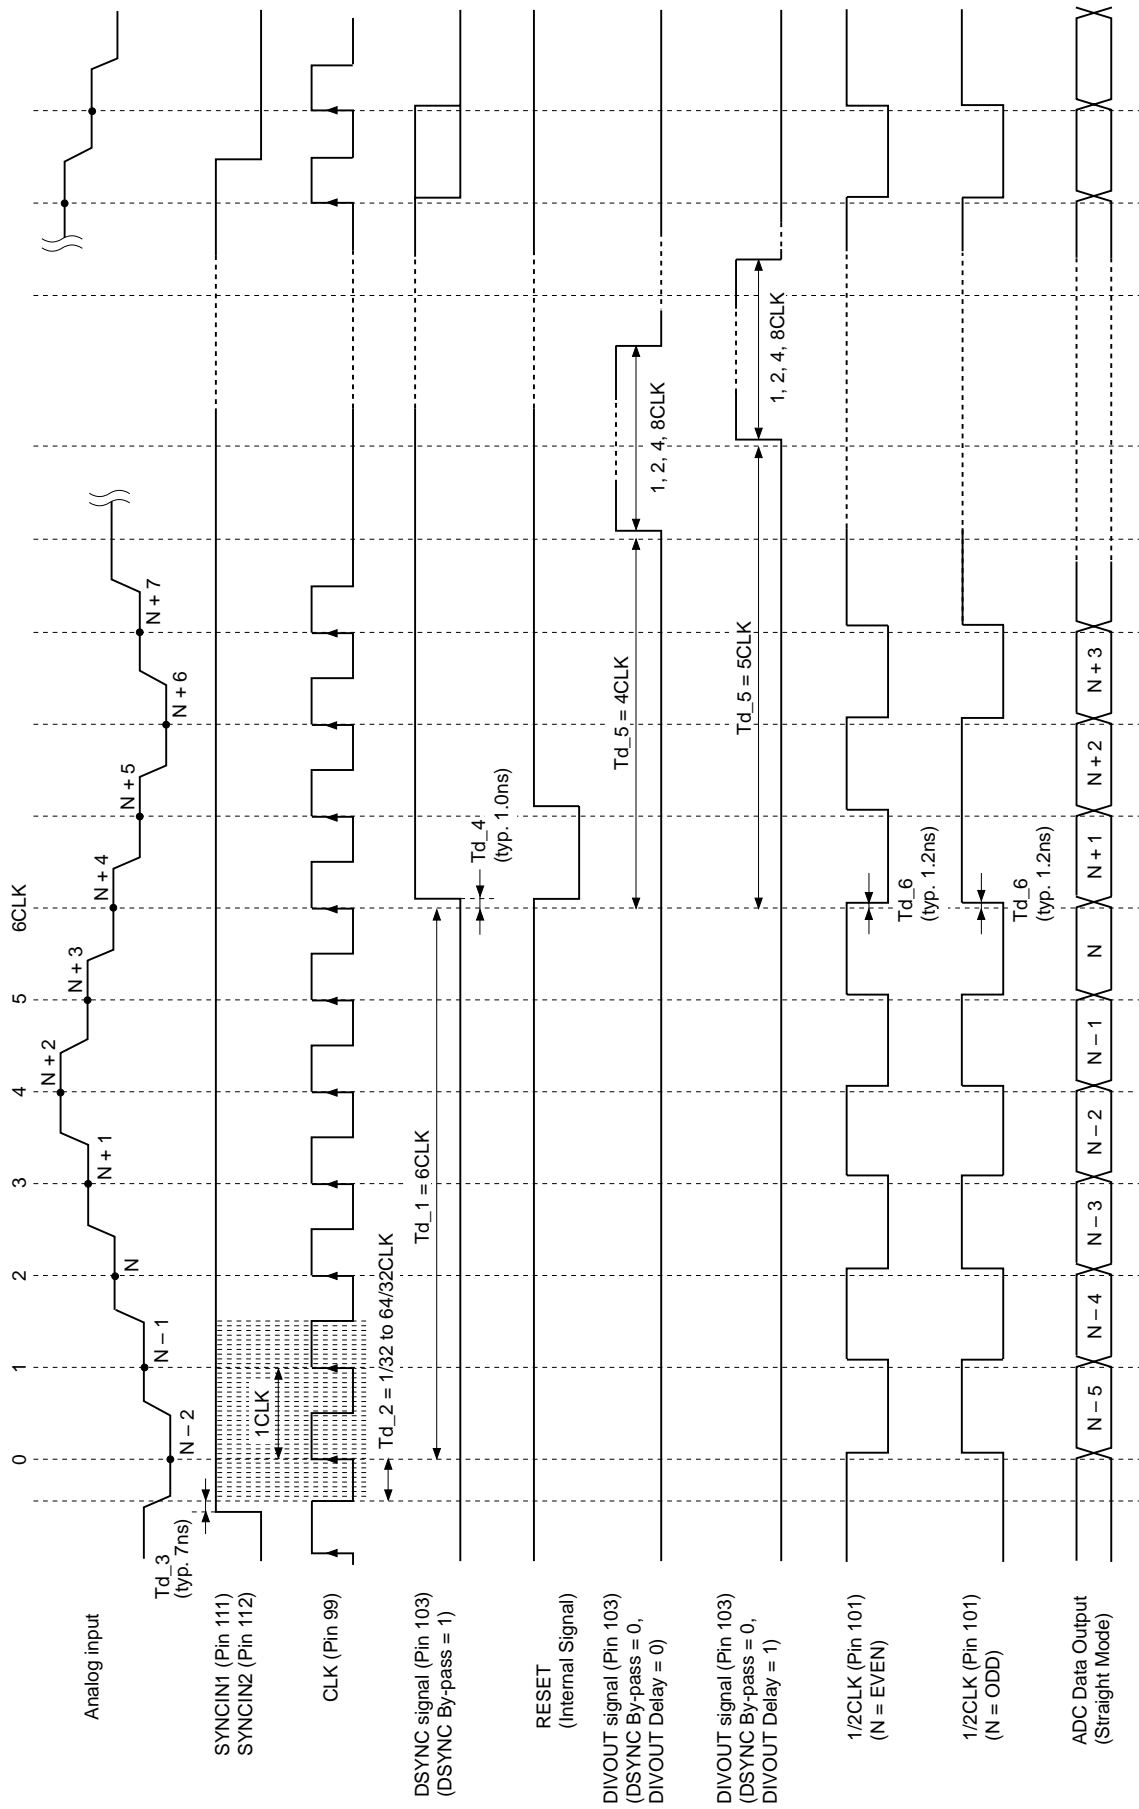 0
1
2
3
4
5
6CLK
Analog input
N – 2
N – 1
N
N + 1
N + 2
N + 3
N + 4
N + 5
N + 6
N + 7
Td_3
(typ. 7ns)
SYNCIN1 (Pin 111)
SYNCIN2 (Pin 112)
1CLK
CLK (Pin 99)
Td_2 = 1/32 to 64/32CLK
DSYNC signal (Pin 103)
(DSYNC By-pass = 1)
Td_1 = 6CLK
Td_4
(typ. 1.0ns)
RESET
(Internal Signal)
DIVOUT signal (Pin 103)
(DSYNC By-pass = 0,
DIVOUT Delay = 0)
Td_5 = 4CLK
1, 2, 4, 8CLK
DIVOUT signal (Pin 103)
(DSYNC By-pass = 0,
DIVOUT Delay = 1)
Td_5 = 5CLK
1, 2, 4, 8CLK
1/2CLK (Pin 101)
(N = EVEN)
Td_6
(typ. 1.2ns)
1/2CLK (Pin 101)
(N = ODD)
Td_6
(typ. 1.2ns)
ADC Data Output
(Straight Mode)
N – 5
N – 4
N – 3
N – 2
N – 1
N
N + 1
N + 2
N + 3